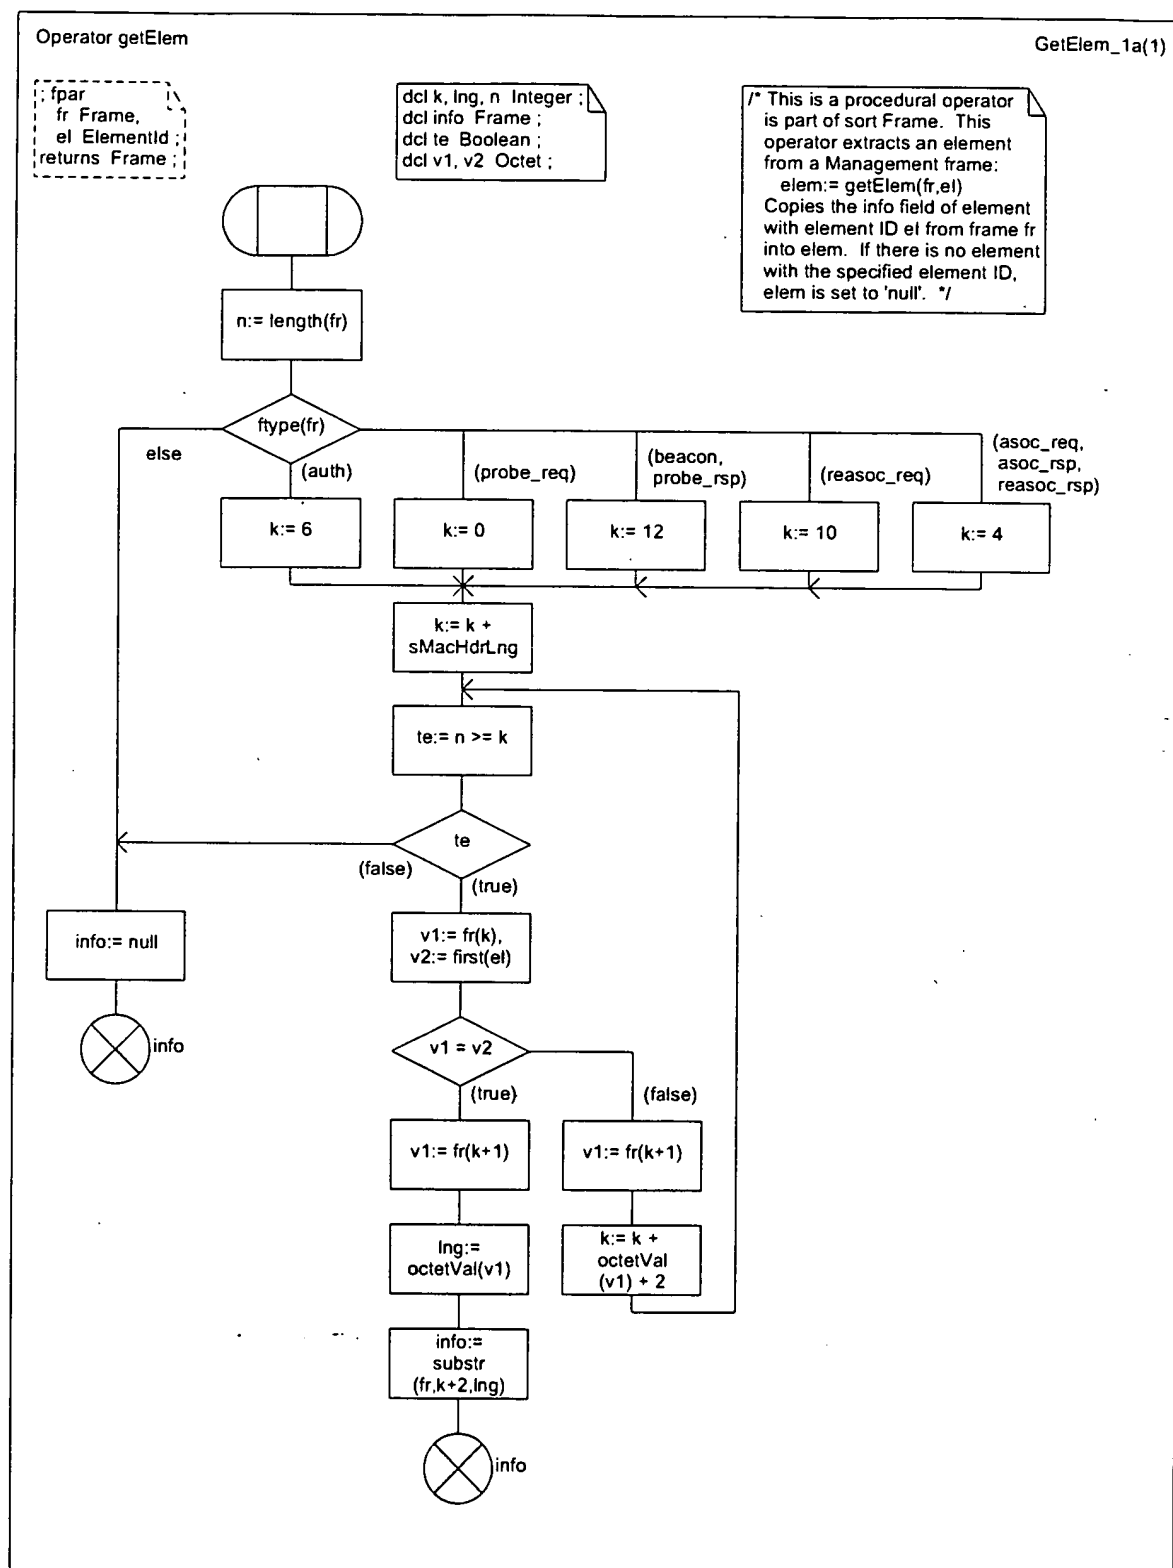 Operator getElem
GetElem_1a(1)
; fpar
fr Frame,
el ElementId ;
returns Frame ;
dcl k, lng, n Integer ;
dcl info Frame ;
dcl te Boolean ;
dcl v1, v2 Octet ;
/* This is a procedural operator
is part of sort Frame. This
operator extracts an element
from a Management frame:
elem:= getElem(fr,el)
Copies the info field of element
with element ID el from frame fr
into elem. If there is no element
with the specified element ID,
elem is set to 'null'. */
n:= length(fr)
ftype(fr)
else
(auth)
(probe_req)
(beacon,
probe_rsp)
(reasoc_req)
(asoc_req,
asoc_rsp,
reasoc_rsp)
k:= 6
k:= 0
k:= 12
k:= 10
k:= 4
k:= k +
sMacHdrLng
te:= n >= k
te
(false)
(true)
info:= null
info
v1:= fr(k),
v2:= first(el)
v1 = v2
(true)
(false)
v1:= fr(k+1)
v1:= fr(k+1)
lng:=
octetVal(v1)
k:= k +
octetVal
(v1) + 2
info:=
substr
(fr,k+2,lng)
info